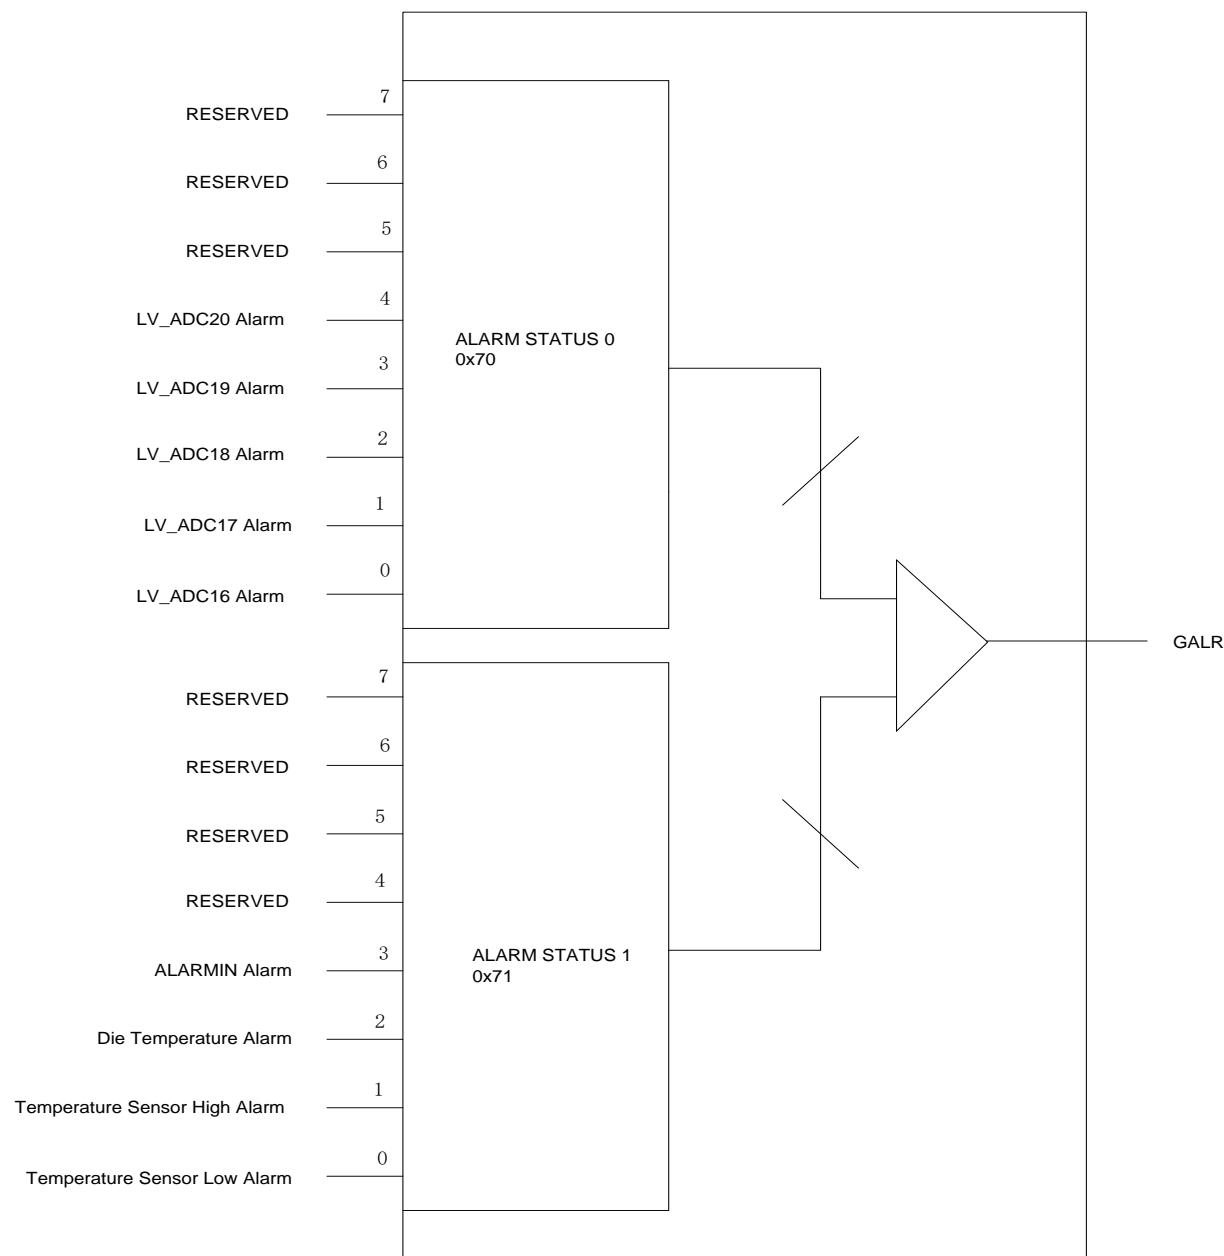 7
RESERVED
6
RESERVED
5
RESERVED
4
LV_ADC20 Alarm
ALARM STATUS 0
0x70
3
LV_ADC19 Alarm
2
LV_ADC18 Alarm
1
LV_ADC17 Alarm
0
LV_ADC16 Alarm
GALR
7
RESERVED
6
RESERVED
5
RESERVED
4
RESERVED
3
ALARMIN Alarm
ALARM STATUS 1
0x71
2
Die Temperature Alarm
1
Temperature Sensor High Alarm
0
Temperature Sensor Low Alarm